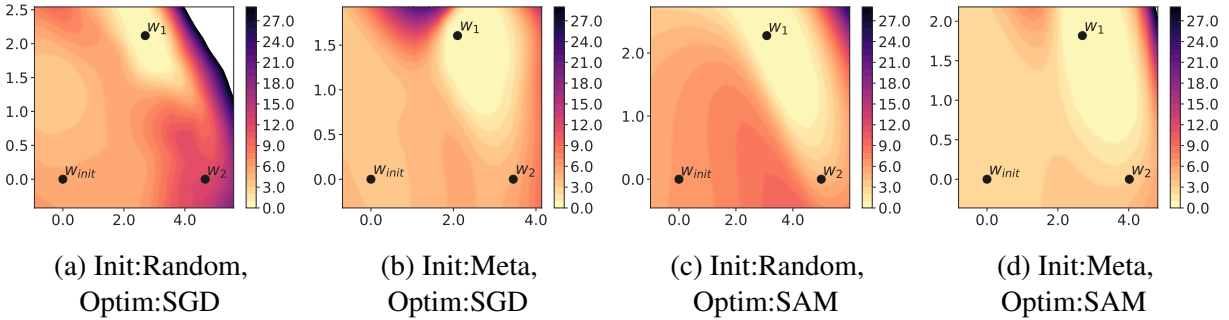 2.5
2.0
1.5
1.0
0.5
0.0
0.0 2.0 4.0
w1
winit
w2
27.0
24.0
21.0
18.0
15.0
12.0
9.0
6.0
3.0
0.0
1.5
1.0
0.5
0.0
0.0 2.0 4.0
w1
winit
w2
27.0
24.0
21.0
18.0
15.0
12.0
9.0
6.0
3.0
0.0
2.0
1.0
0.0
0.0 2.0 4.0
w1
winit
w2
27.0
24.0
21.0
18.0
15.0
12.0
9.0
6.0
3.0
0.0
2.0
1.5
1.0
0.5
0.0
0.0 2.0 4.0
w1
winit
w2
27.0
24.0
21.0
18.0
15.0
12.0
9.0
6.0
3.0
0.0
(a) Init:Random,
Optim:SGD
(b) Init:Meta,
Optim:SGD
(c) Init:Random,
Optim:SAM
(d) Init:Meta,
Optim:SAM